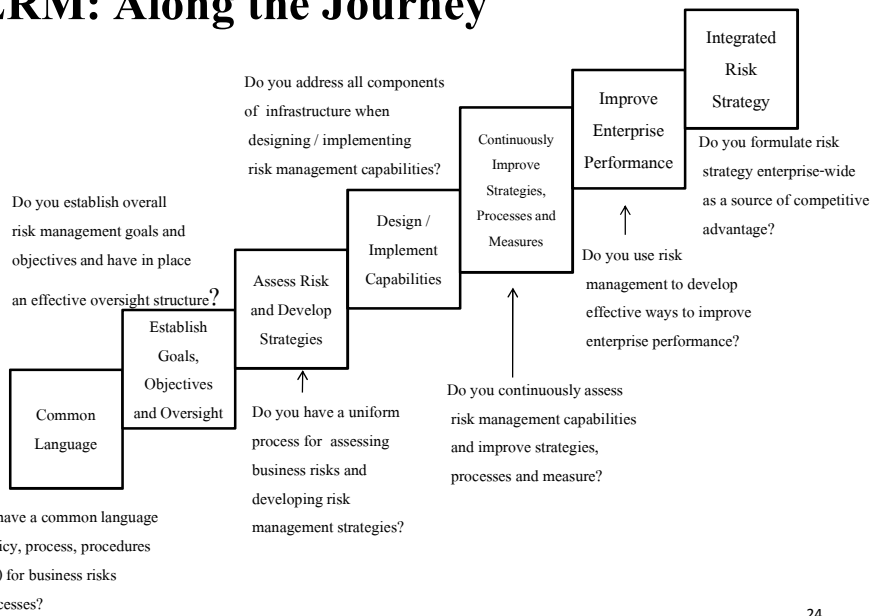 ERM: Along the Journey
Integrated
Risk
Strategy
Do you formulate risk
strategy enterprise-wide
as a source of competitive
advantage?
Improve
Enterprise
Performance
Do you use risk
management to develop
effective ways to improve
enterprise performance?
Continuously
Improve
Strategies,
Processes and
Measures
Do you continuously assess
risk management capabilities
and improve strategies,
processes and measure?
Do you address all components
of infrastructure when
designing / implementing
risk management capabilities?
Design /
Implement
Capabilities
Assess Risk
and Develop
Strategies
Do you have a uniform
process for assessing
business risks and
developing risk
management strategies?
Do you establish overall
risk management goals and
objectives and have in place
an effective oversight structure?
Establish
Goals,
Objectives
and Oversight
Common
Language
have a common language
process, procedures
) for business risks
24